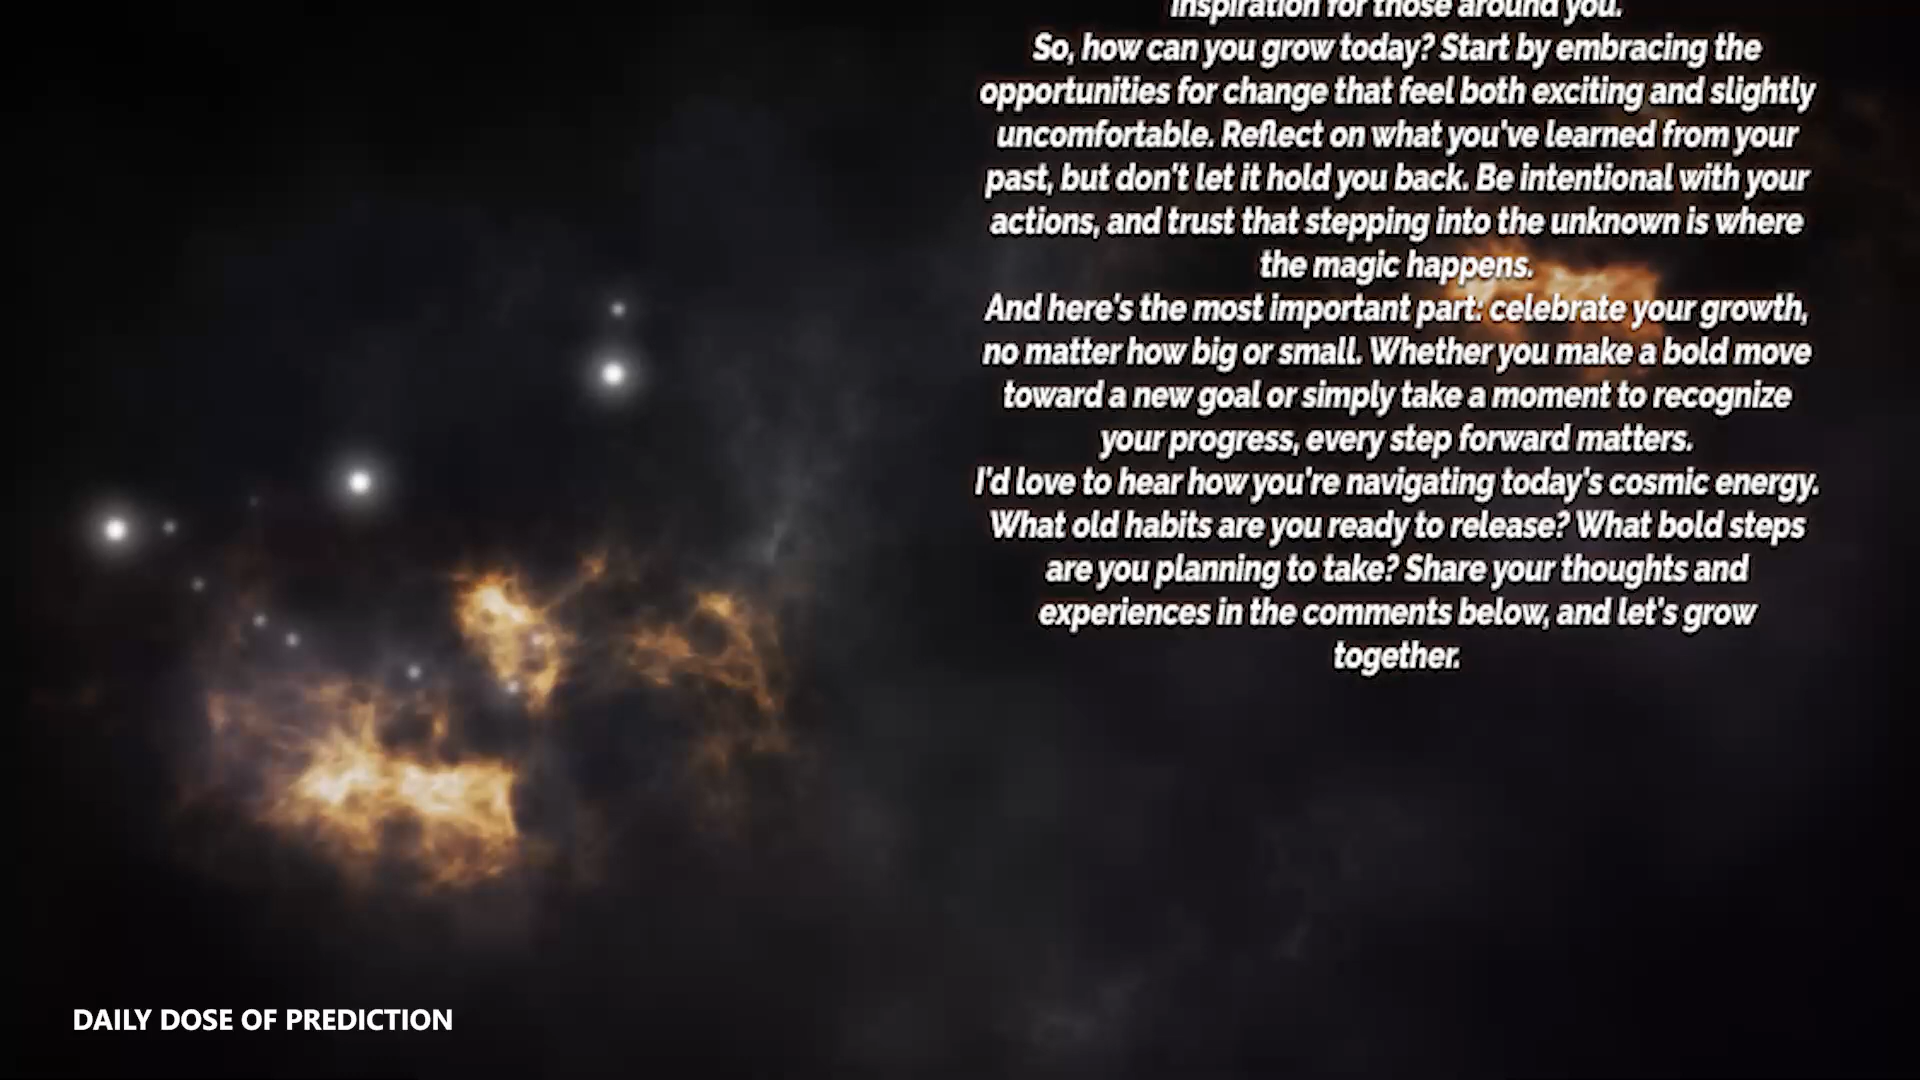 inspiration for those around you.
So, how can you grow today? Start by embracing the
opportunities for change that feel both exciting and slightly
uncomfortable. Reflect on what you've learned from your
past, but don't let it hold you back. Be intentional with your
actions, and trust that stepping into the unknown is where
the magic happens.
And here's the most important part: celebrate your growth,
no matter how big or small. Whether you make a bold move
toward a new goal or simply take a moment to recognize
your progress, every step forward matters.
I'd love to hear how you're navigating today's cosmic energy.
What old habits are you ready to release? What bold steps
are you planning to take? Share your thoughts and
experiences in the comments below, and let's grow
together.
DAILY DOSE OF PREDICTION